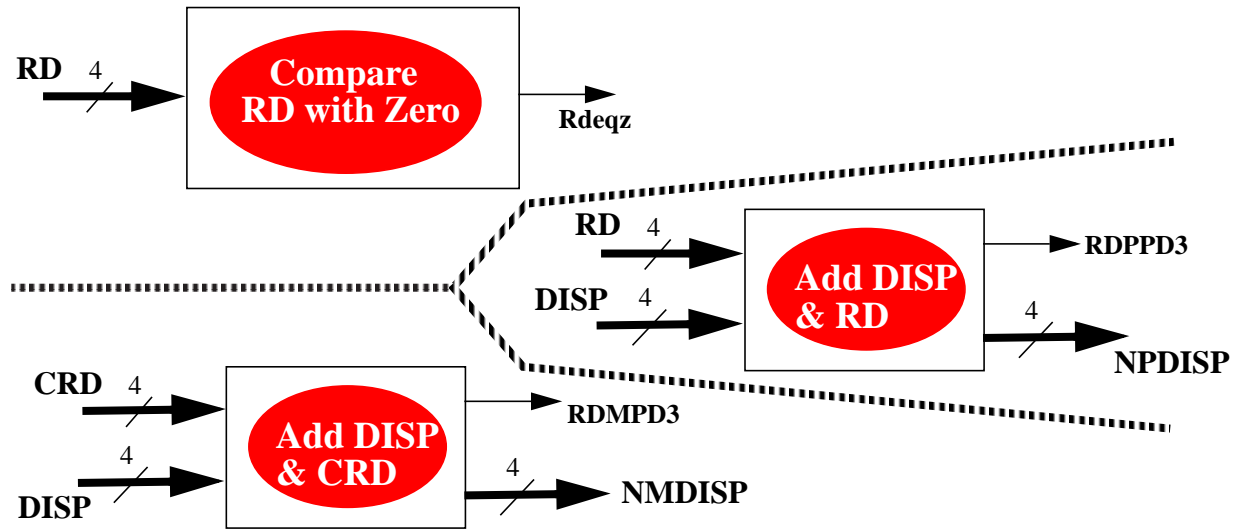 RD
4
Compare
RD with Zero
Rdeqz
RD
4
DISP
4
Add DISP
& RD
RDPPD3
4
NPDISP
CRD
4
DISP
4
Add DISP
& CRD
RDMPD3
4
NMDISP